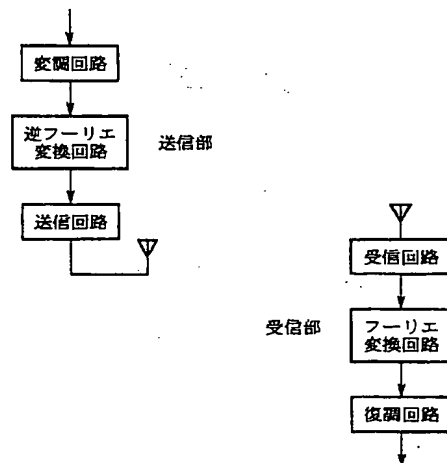 変調回路
逆フーリエ
変換回路
送信部
送信回路
受信回路
受信部
フーリエ
変換回路
復調回路